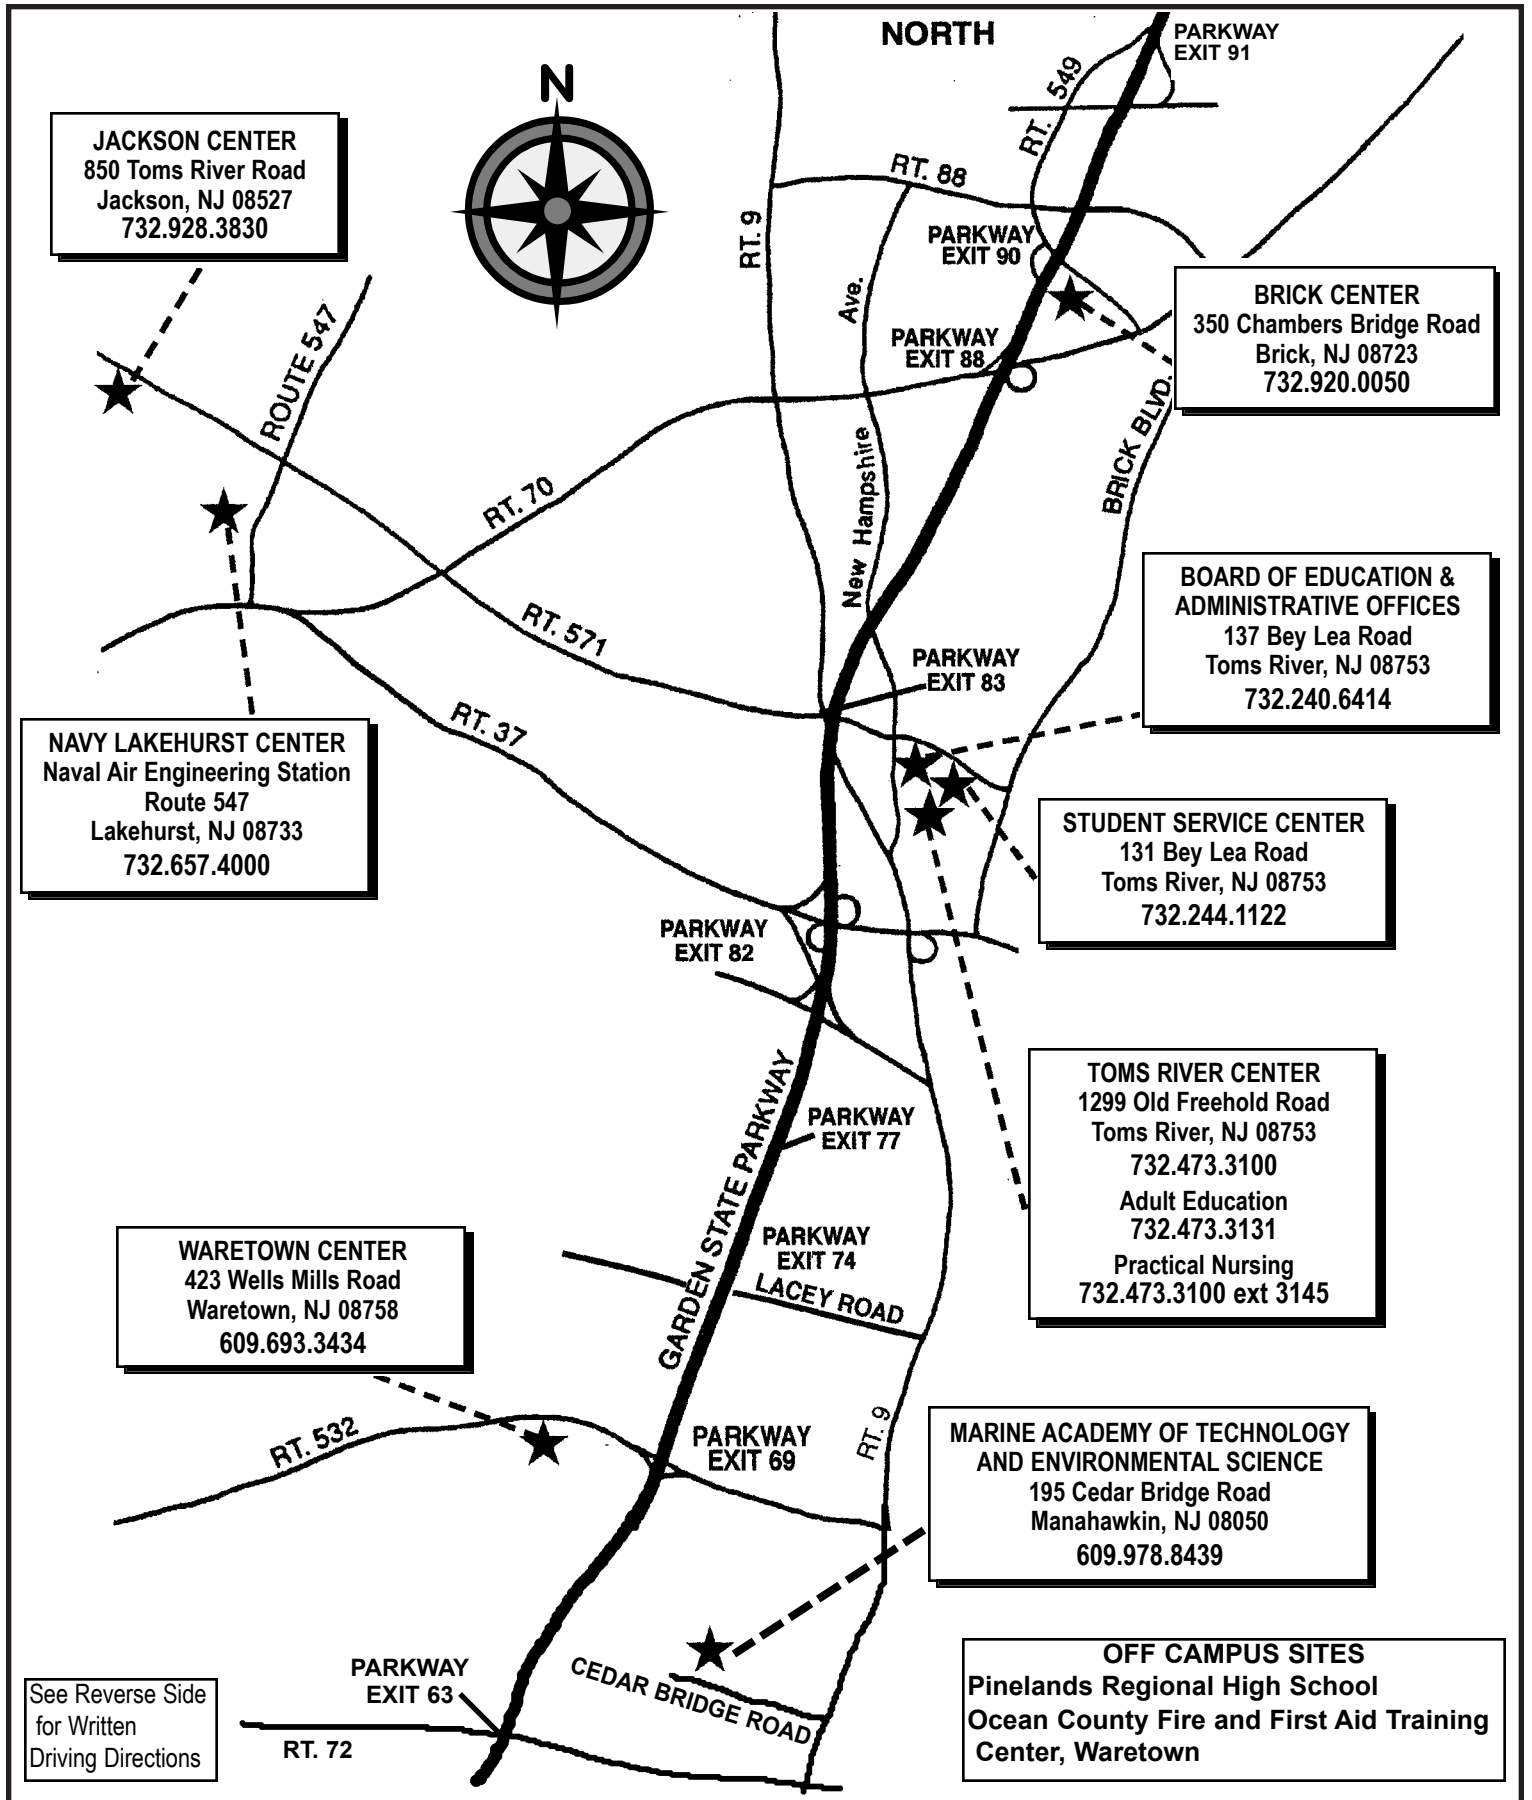 NORTH
PARKWAY
EXIT 91
N
RT. 549
JACKSON CENTER
850 Toms River Road
Jackson, NJ 08527
732.928.3830
RT. 88
RT. 9
PARKWAY
EXIT 90
BRICK CENTER
350 Chambers Bridge Road
Brick, NJ 08723
732.920.0050
ROUTE 547
New Hampshire Ave.
PARKWAY
EXIT 88
BRICK BLVD.
RT. 70
BOARD OF EDUCATION &
ADMINISTRATIVE OFFICES
137 Bey Lea Road
Toms River, NJ 08753
732.240.6414
RT. 571
PARKWAY
EXIT 83
RT. 37
NAVY LAKEHURST CENTER
Naval Air Engineering Station
Route 547
Lakehurst, NJ 08733
732.657.4000
STUDENT SERVICE CENTER
131 Bey Lea Road
Toms River, NJ 08753
732.244.1122
PARKWAY
EXIT 82
TOMS RIVER CENTER
1299 Old Freehold Road
Toms River, NJ 08753
732.473.3100
Adult Education
732.473.3131
Practical Nursing
732.473.3100 ext 3145
GARDEN STATE PARKWAY
PARKWAY
EXIT 77
PARKWAY
EXIT 74
LACEY ROAD
WARETOWN CENTER
423 Wells Mills Road
Waretown, NJ 08758
609.693.3434
RT. 532
PARKWAY
EXIT 69
RT. 9
MARINE ACADEMY OF TECHNOLOGY
AND ENVIRONMENTAL SCIENCE
195 Cedar Bridge Road
Manahawkin, NJ 08050
609.978.8439
PARKWAY
EXIT 63
CEDAR BRIDGE ROAD
RT. 72
See Reverse Side
for Written
Driving Directions
OFF CAMPUS SITES
Pinelands Regional High School
Ocean County Fire and First Aid Training
Center, Waretown